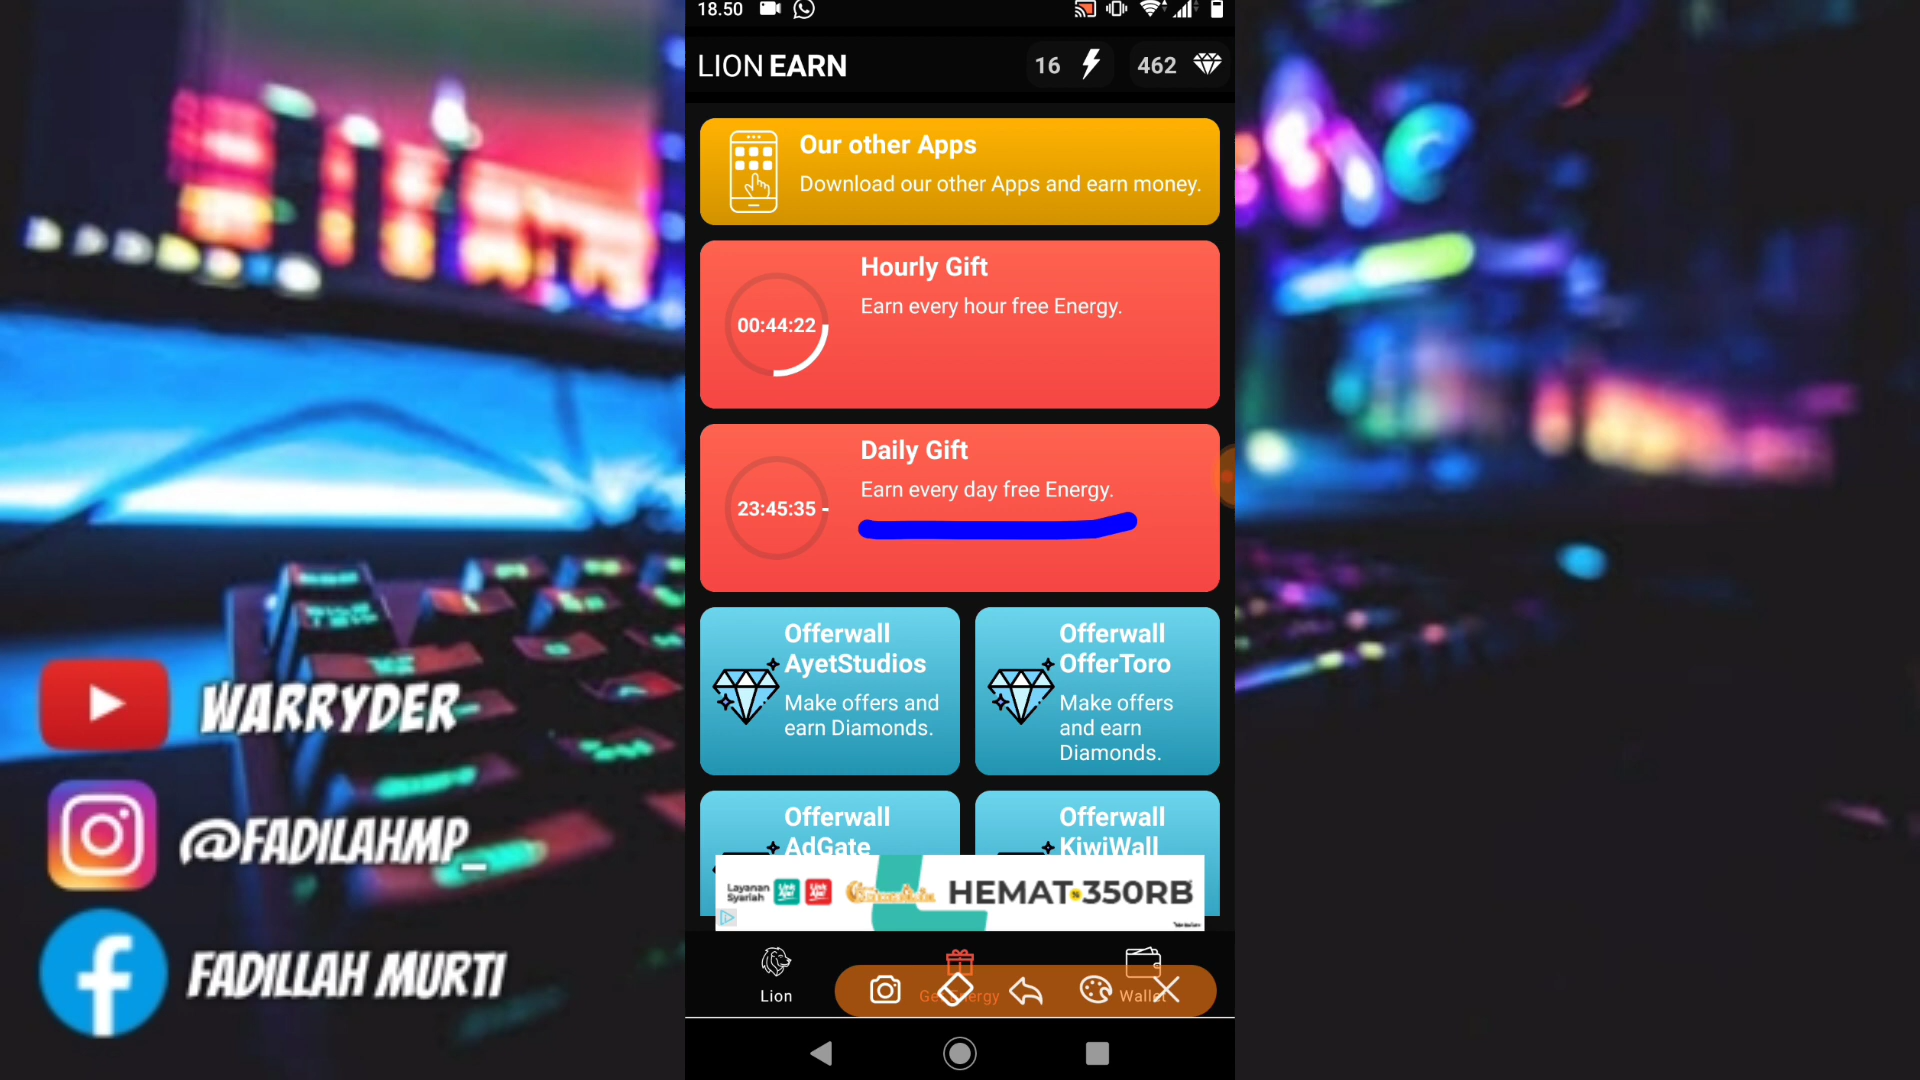 18.50
LION EARN
16
462
Our other Apps
Download our other Apps and earn money.
Hourly Gift
Earn every hour free Energy.
00:44:22
Daily Gift
Earn every day free Energy.
23:45:35
Offerwall
AyetStudios
Make offers and
earn Diamonds.
Offerwall
OfferToro
Make offers
and earn
Diamonds.
Offerwall
AdGate
Offerwall
KiwiWall
Layanan
Syariah
HEMAT 350RB
Lion
Get Energy
Wallet
WARRYDER
@FADILAHMP_
FADILLAH MURTI